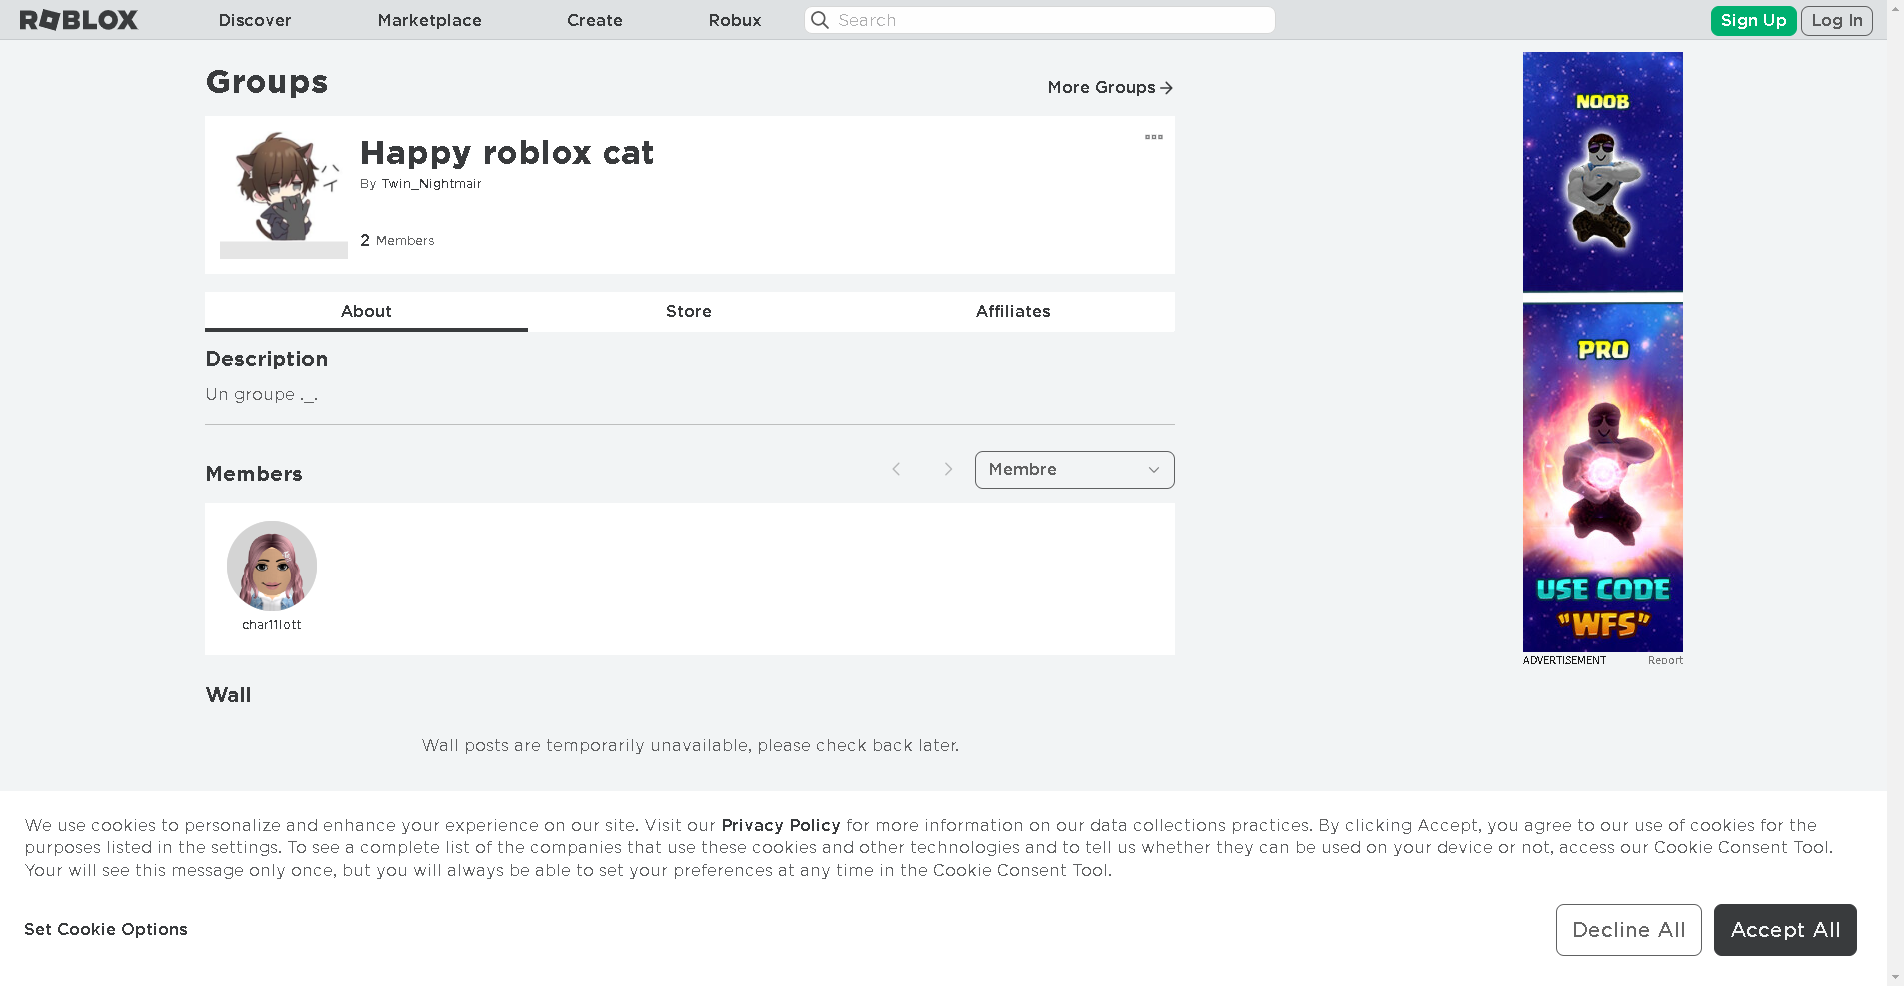 ROBLOX
Discover
Marketplace
Create
Robux
Search
Sign Up
Log In
Groups
More Groups
Happy roblox cat
By Twin_Nightmair
2 Members
ハイ
About
Store
Affiliates
Description
Un groupe ._.
Members
Membre
char11lott
Wall
Wall posts are temporarily unavailable, please check back later.
NOOB
PRO
USE CODE
"WFS"
ADVERTISEMENT
Report
We use cookies to personalize and enhance your experience on our site. Visit our Privacy Policy for more information on our data collections practices. By clicking Accept, you agree to our use of cookies for the
purposes listed in the settings. To see a complete list of the companies that use these cookies and other technologies and to tell us whether they can be used on your device or not, access our Cookie Consent Tool.
Your will see this message only once, but you will always be able to set your preferences at any time in the Cookie Consent Tool.
Set Cookie Options
Decline All
Accept All